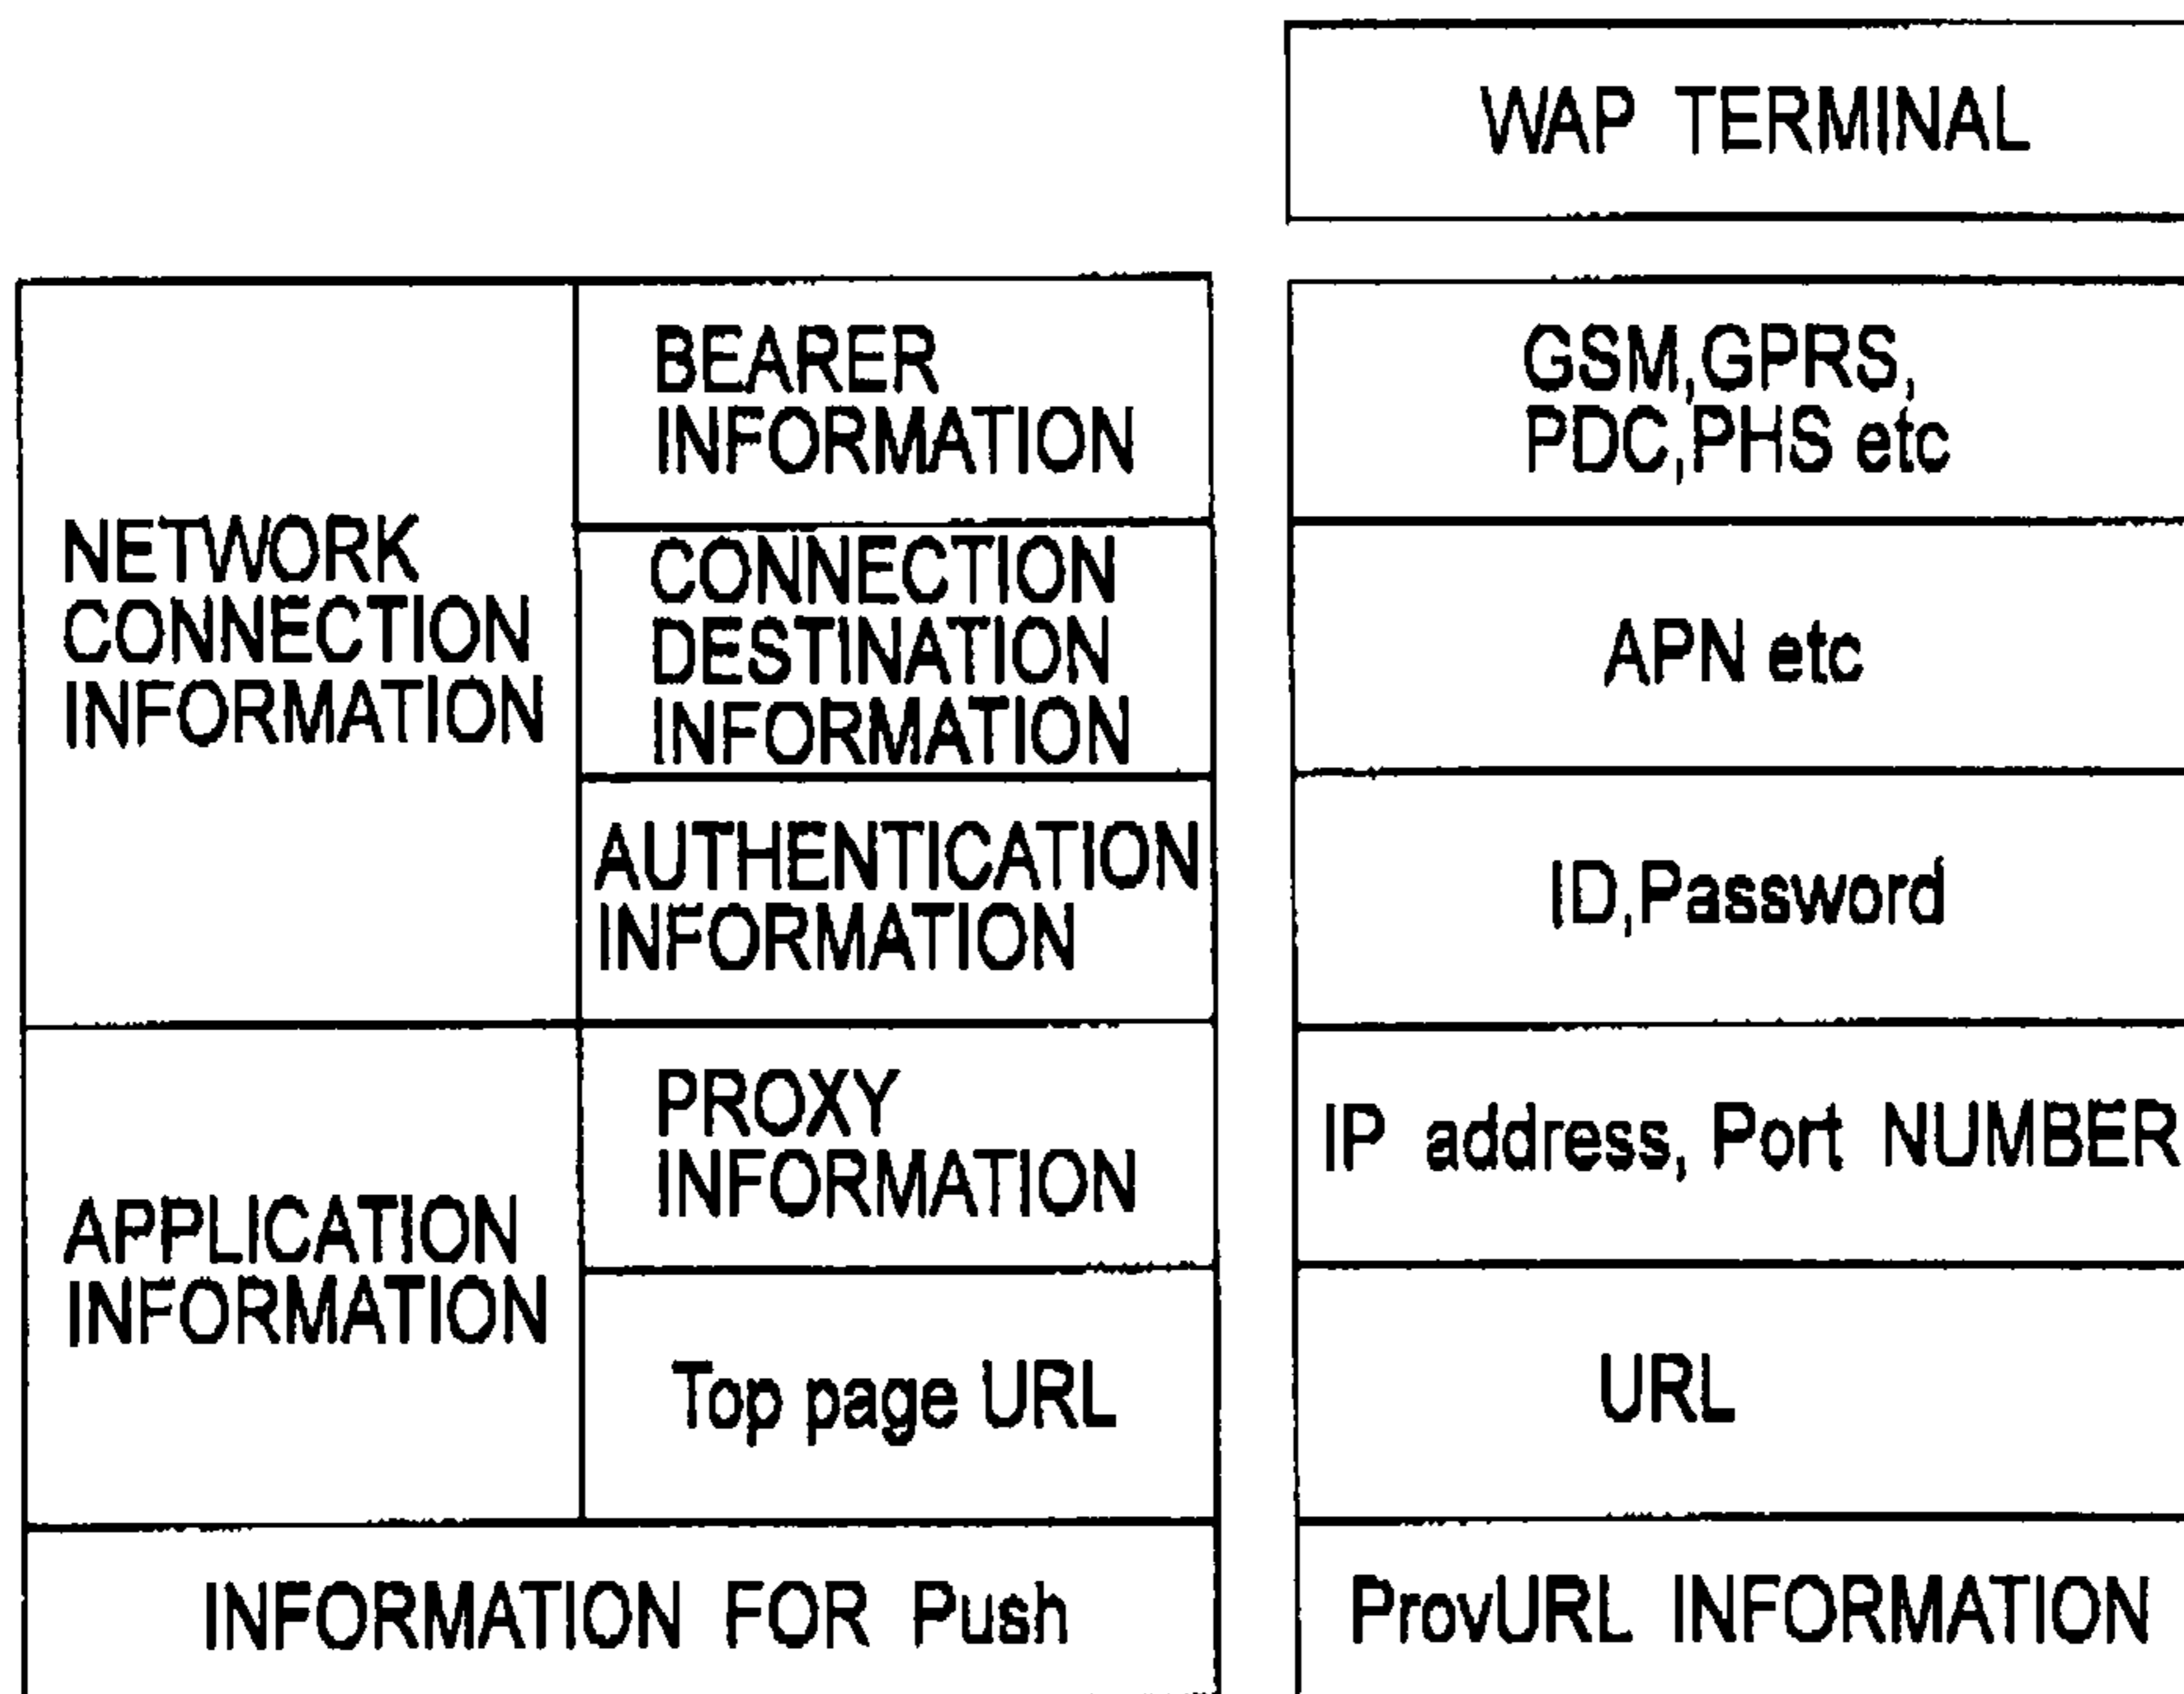 WAP TERMINAL
NETWORK
CONNECTION
INFORMATION
BEARER
INFORMATION
GSM,GPRS,
PDC,PHS etc
CONNECTION
DESTINATION
INFORMATION
APN etc
AUTHENTICATION
INFORMATION
ID,Password
APPLICATION
INFORMATION
PROXY
INFORMATION
IP address, Port NUMBER
Top page URL
URL
INFORMATION FOR Push
ProvURL INFORMATION